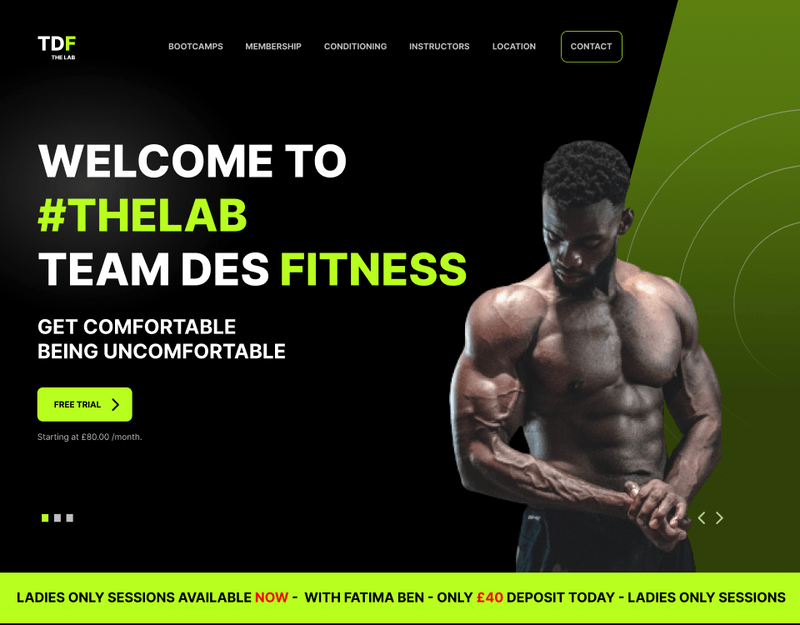 TDF
THE LAB
BOOTCAMPS MEMBERSHIP CONDITIONING INSTRUCTORS LOCATION CONTACT
WELCOME TO
#THELAB
TEAM DES FITNESS
GET COMFORTABLE
BEING UNCOMFORTABLE
FREE TRIAL
Starting at £80.00 /month.
LADIES ONLY SESSIONS AVAILABLE NOW - WITH FATIMA BEN - ONLY £40 DEPOSIT TODAY - LADIES ONLY SESSIONS